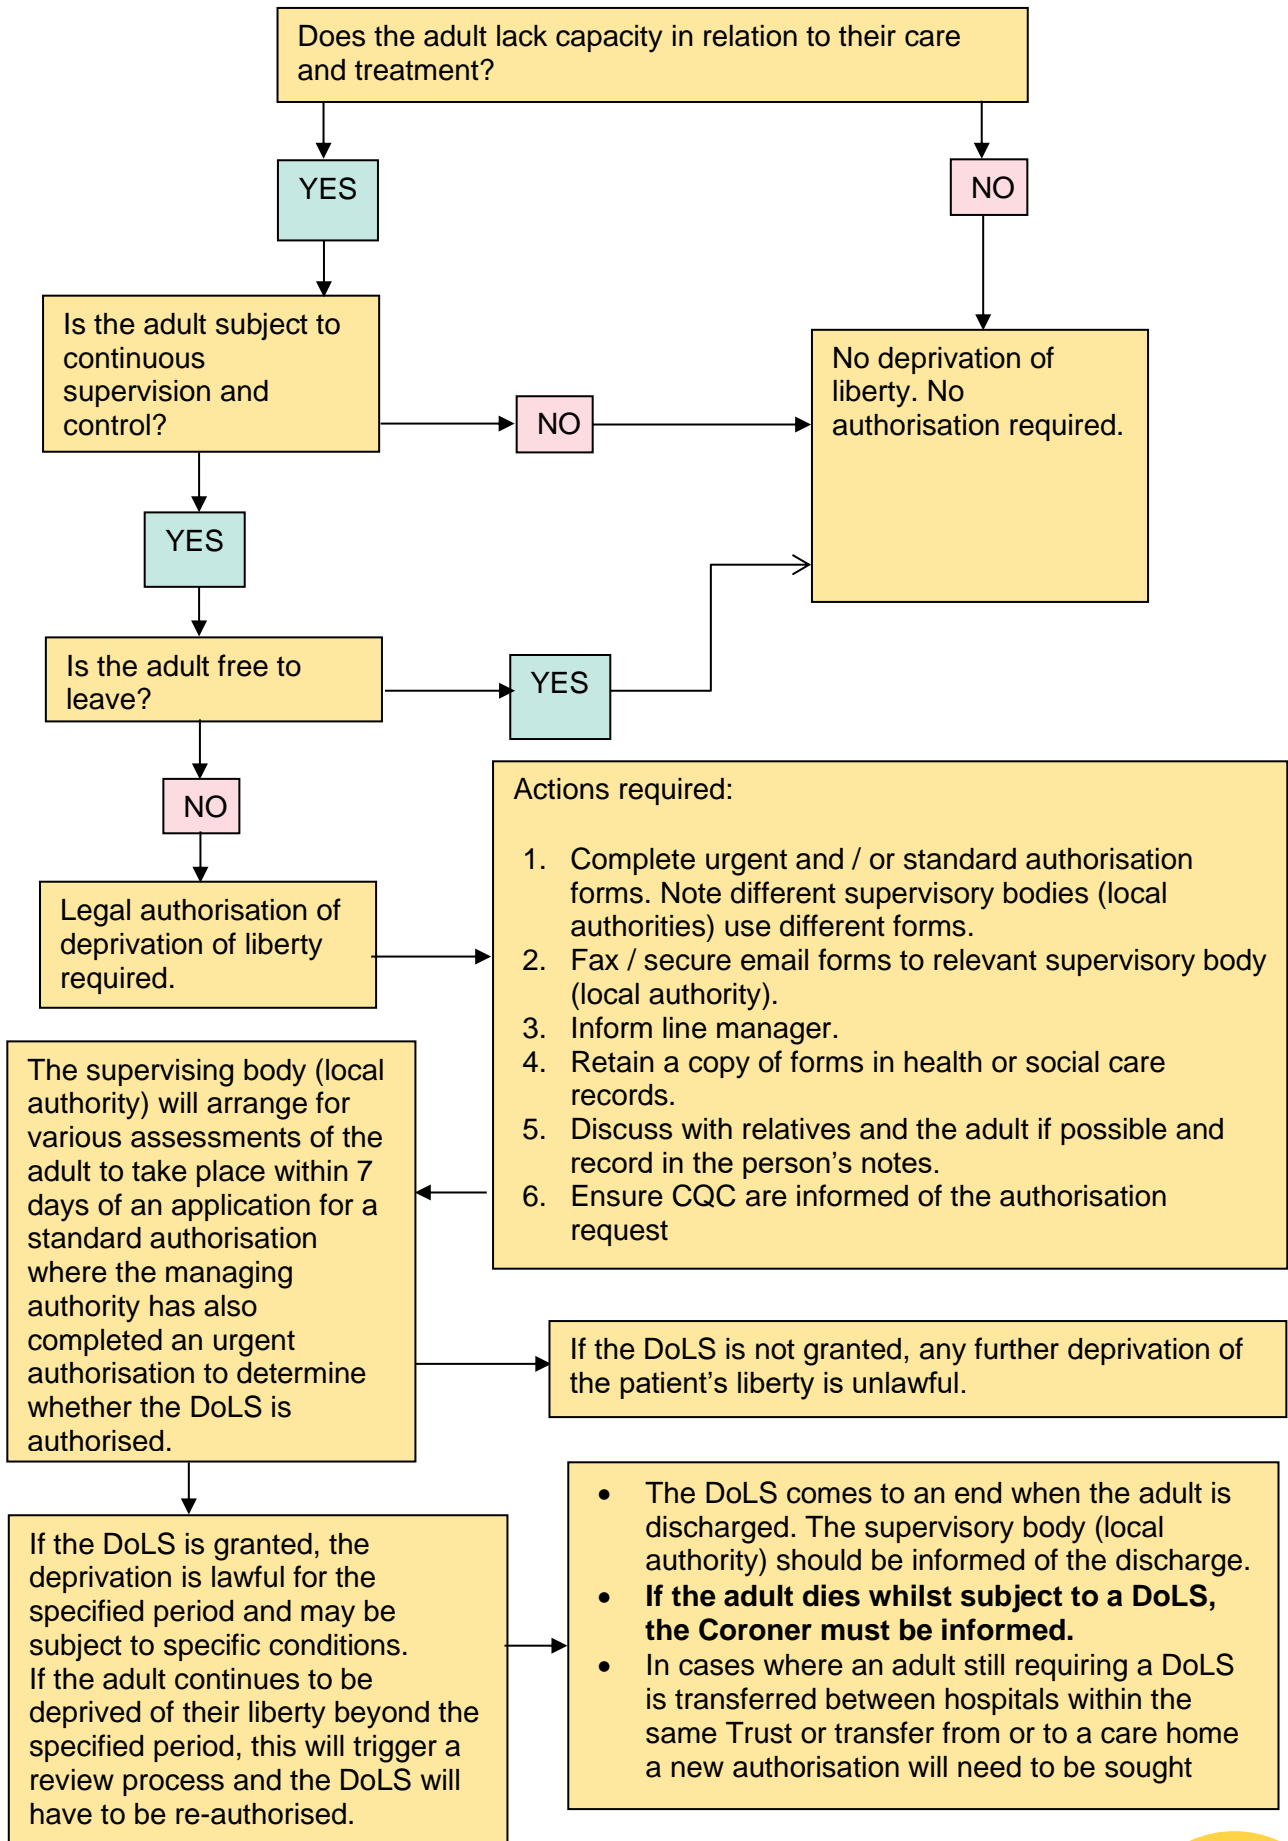 Does the adult lack capacity in relation to their care
and treatment?
YES
NO
Is the adult subject to
continuous
supervision and
control?
NO
No deprivation of
liberty. No
authorisation required.
YES
Is the adult free to
leave?
YES
NO
Legal authorisation of
deprivation of liberty
required.
Actions required:
1. Complete urgent and / or standard authorisation
forms. Note different supervisory bodies (local
authorities) use different forms.
2. Fax / secure email forms to relevant supervisory body
(local authority).
3. Inform line manager.
4. Retain a copy of forms in health or social care
records.
5. Discuss with relatives and the adult if possible and
record in the person's notes.
6. Ensure CQC are informed of the authorisation
request
The supervising body (local
authority) will arrange for
various assessments of the
adult to take place within 7
days of an application for a
standard authorisation
where the managing
authority has also
completed an urgent
authorisation to determine
whether the DoLS is
authorised.
If the DoLS is not granted, any further deprivation of
the patient's liberty is unlawful.
If the DoLS is granted, the
deprivation is lawful for the
specified period and may be
subject to specific conditions.
If the adult continues to be
deprived of their liberty beyond the
specified period, this will trigger a
review process and the DoLS will
have to be re-authorised.
• The DoLS comes to an end when the adult is
discharged. The supervisory body (local
authority) should be informed of the discharge.
• If the adult dies whilst subject to a DoLS,
the Coroner must be informed.
• In cases where an adult still requiring a DoLS
is transferred between hospitals within the
same Trust or transfer from or to a care home
a new authorisation will need to be sought